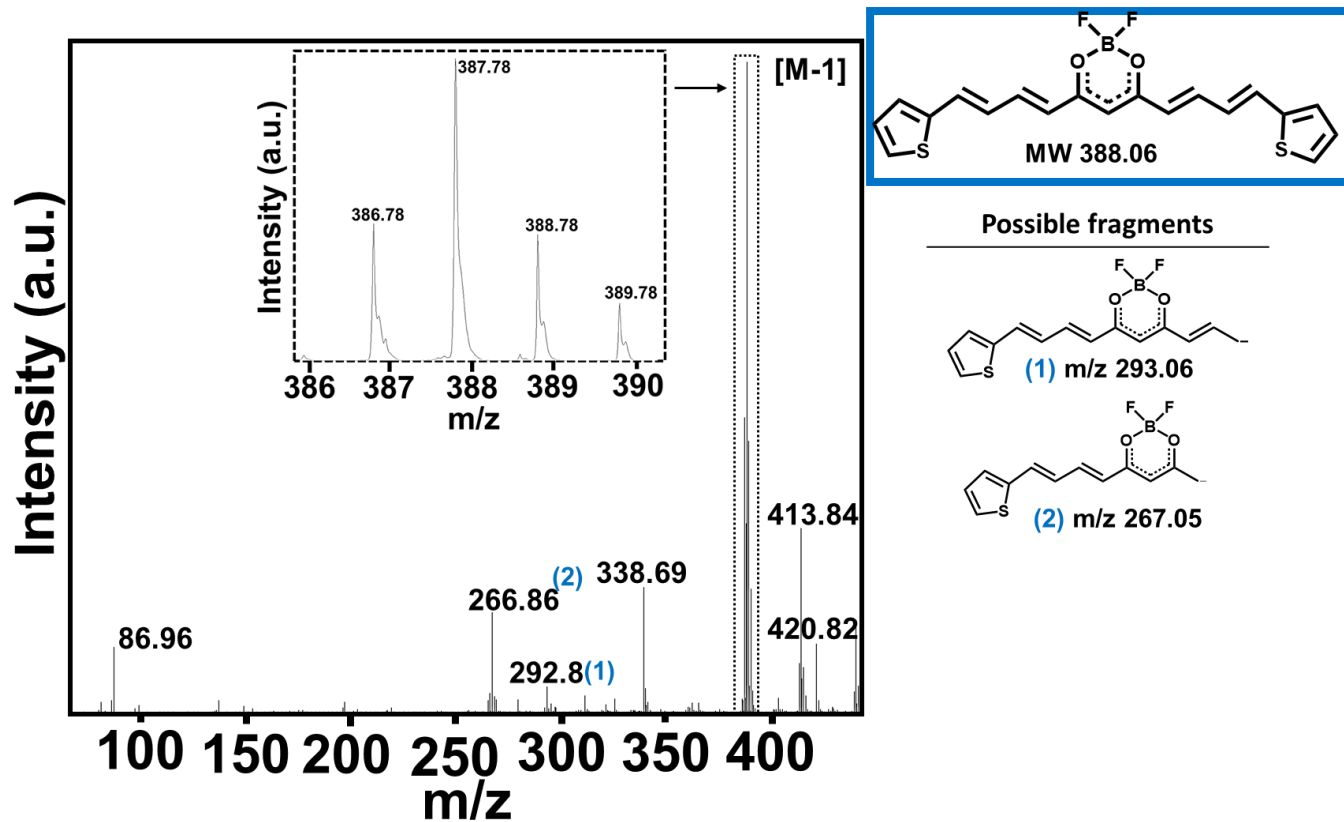 Intensity (a.u.)
Intensity (a.u.)
386.78
387.78
388.78
389.78
386 387 388 389 390
m/z
[M-1]
86.96
266.86
(2)
292.8(1)
338.69
413.84
420.82
100 150 200 250 300 350 400
m/z
F F
B
O O
S S
MW 388.06
Possible fragments
F F
B
O O
S
(1) m/z 293.06
F F
B
O O
S
(2) m/z 267.05